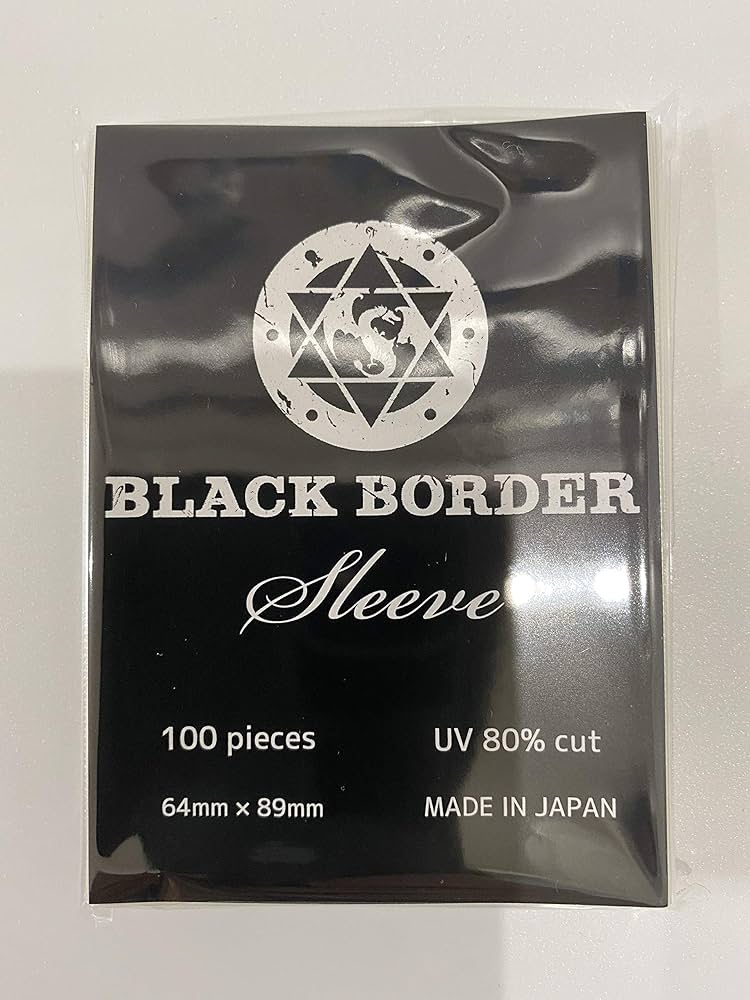 BLACK BORDER
Sleeve
100 pieces
UV 80% cut
64mm × 89mm
MADE IN JAPAN